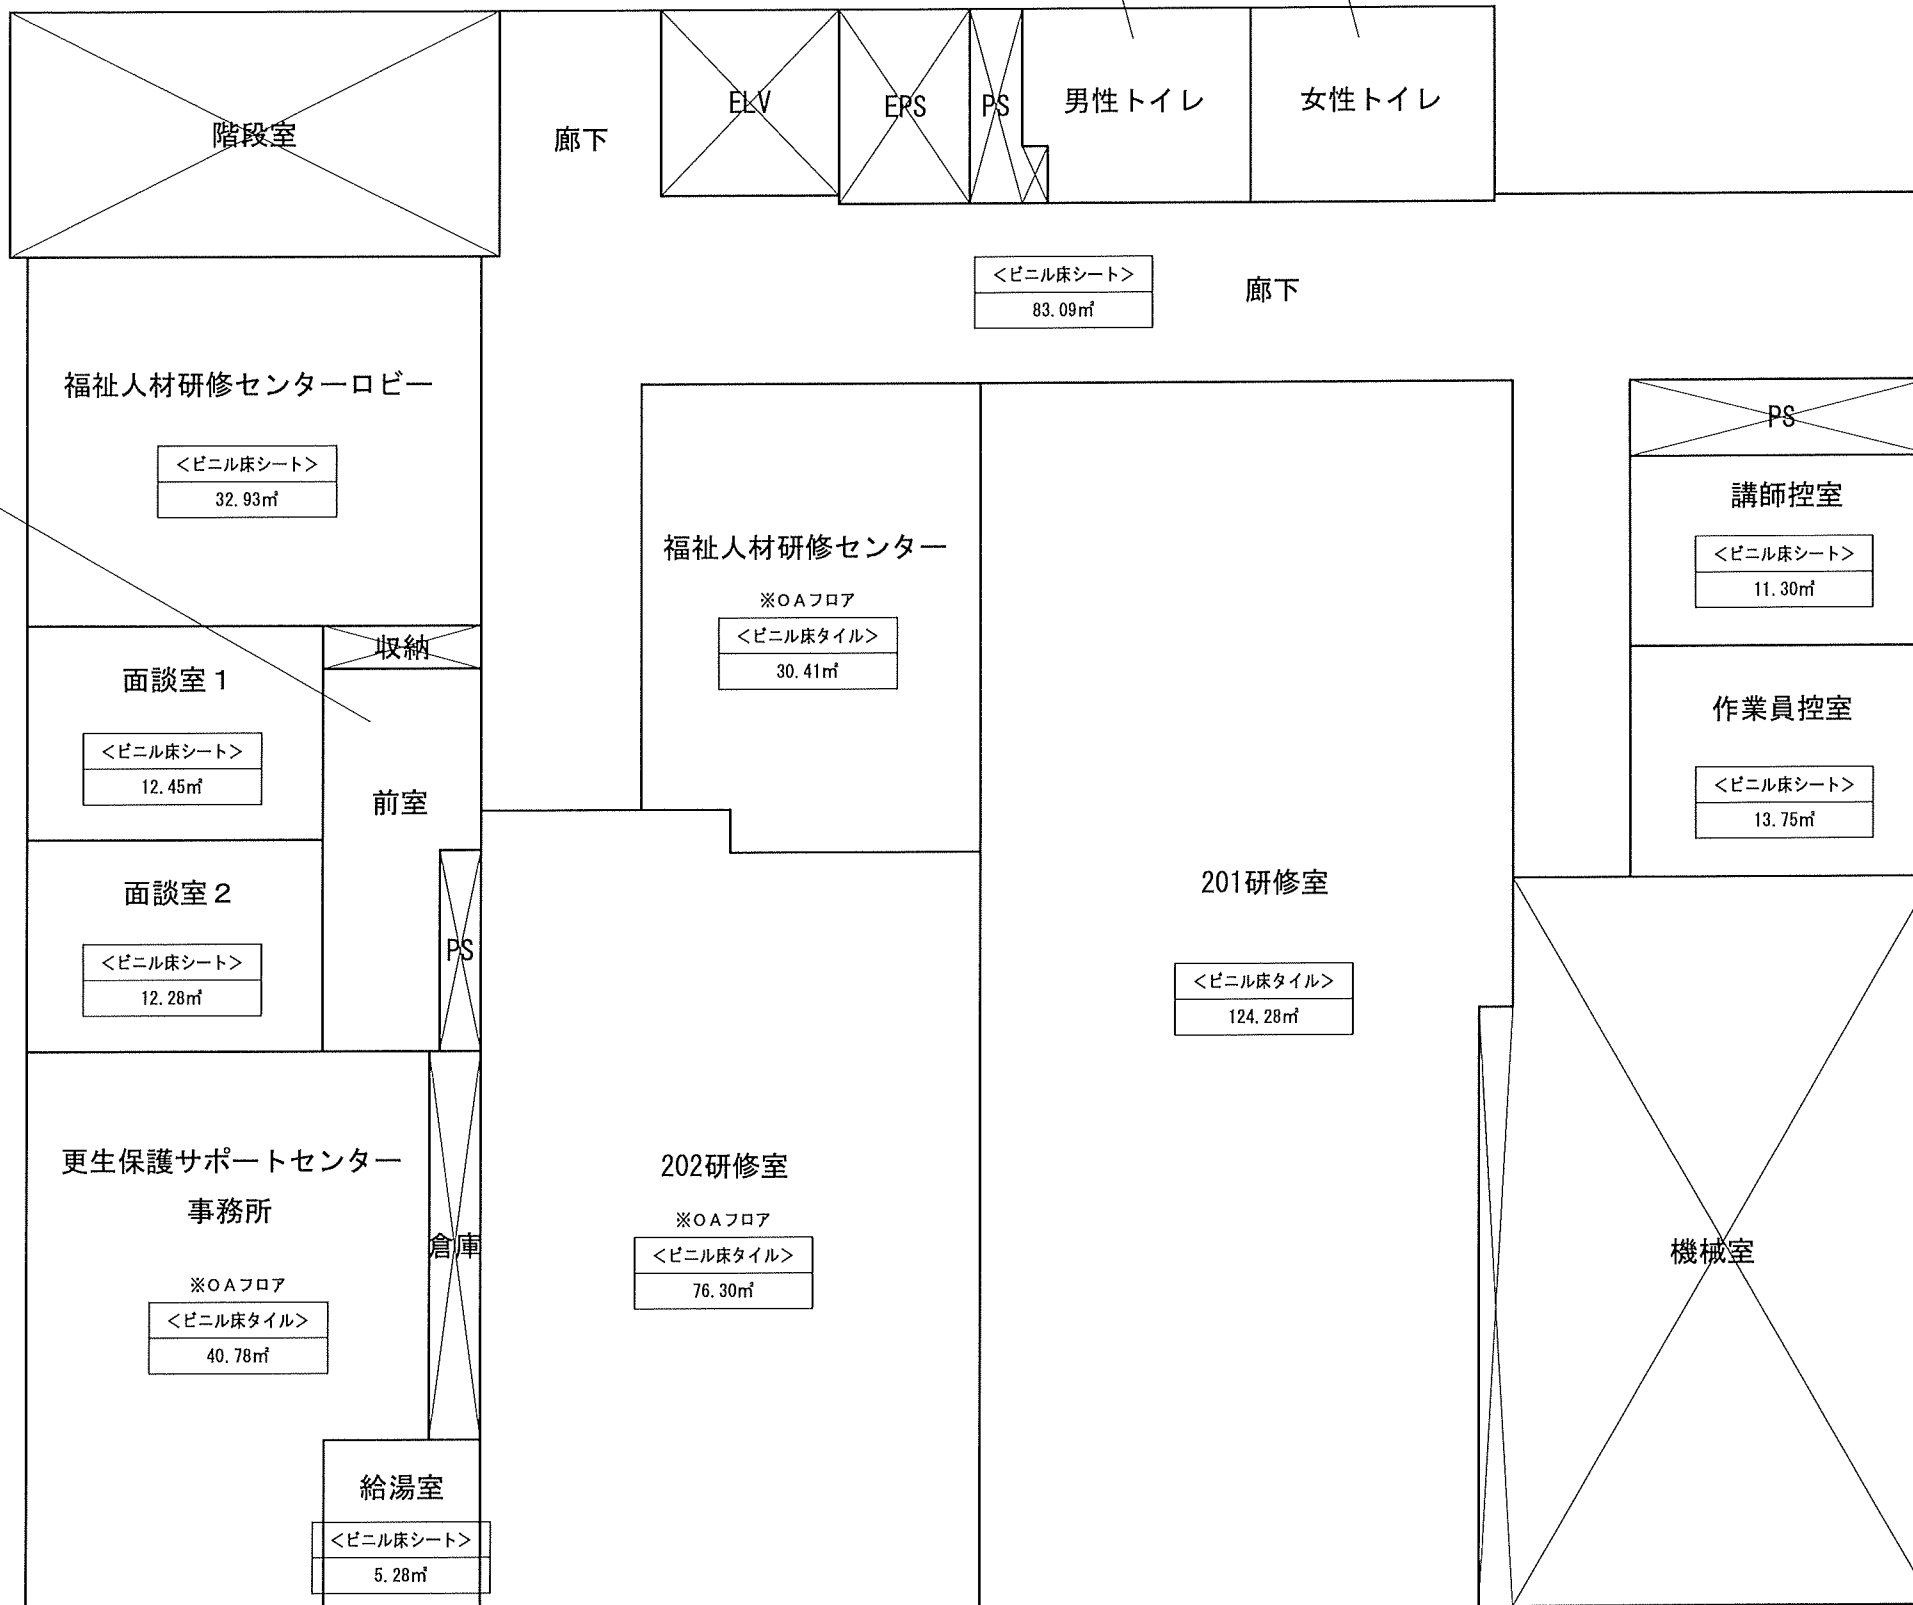 階段室
廊下
ELV
EPS
PS
男性トイレ
女性トイレ
<ビニル床シート>
83.09㎡
廊下
福祉人材研修センターロビー
<ビニル床シート>
32.93㎡
福祉人材研修センター
※OAフロア
<ビニル床タイル>
30.41㎡
PS
講師控室
<ビニル床シート>
11.30㎡
作業員控室
<ビニル床シート>
13.75㎡
収納
面談室1
<ビニル床シート>
12.45㎡
前室
面談室2
<ビニル床シート>
12.28㎡
PS
201研修室
<ビニル床タイル>
124.28㎡
更生保護サポートセンター
事務所
※OAフロア
<ビニル床タイル>
40.78㎡
倉庫
202研修室
※OAフロア
<ビニル床タイル>
76.30㎡
機械室
給湯室
<ビニル床シート>
5.28㎡